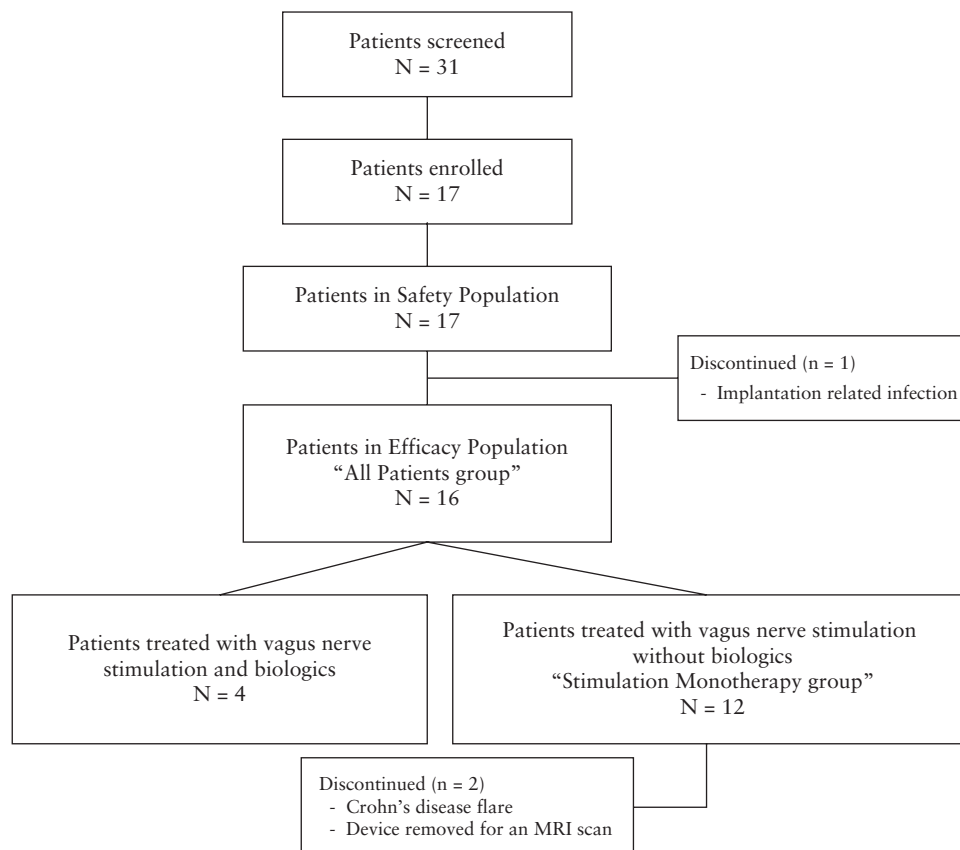 Patients screened
N = 31
Patients enrolled
N = 17
Patients in Safety Population
N = 17
Discontinued (n = 1)
- Implantation related infection
Patients in Efficacy Population
“All Patients group”
N = 16
Patients treated with vagus nerve
stimulation and biologics
N = 4
Patients treated with vagus nerve stimulation
without biologics
“Stimulation Monotherapy group”
N = 12
Discontinued (n = 2)
- Crohn’s disease flare
- Device removed for an MRI scan